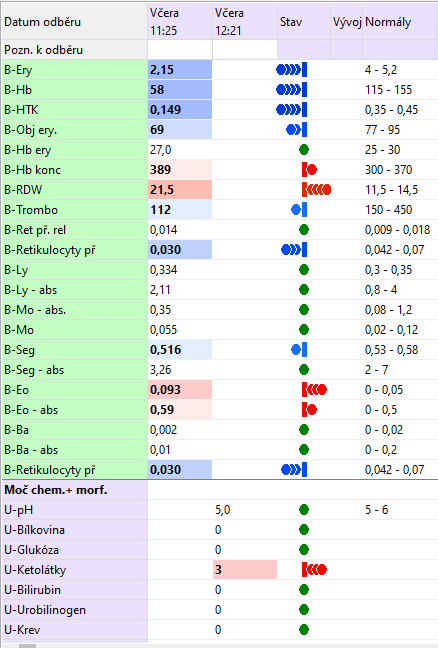 Datum odběru Včera 11:25 Včera 12:21 Stav Vývoj Normály
Pozn. k odběru
B-Ery 2,15 4 - 5,2
B-Hb 58 115 - 155
B-HTK 0,149 0,35 - 0,45
B-Obj ery. 69 77 - 95
B-Hb ery 27,0 25 - 30
B-Hb konc 389 300 - 370
B-RDW 21,5 11,5 - 14,5
B-Trombo 112 150 - 450
B-Ret př. rel 0,014 0,009 - 0,018
B-Retikulocyty př 0,030 0,042 - 0,07
B-Ly 0,334 0,3 - 0,35
B-Ly - abs 2,11 0,8 - 4
B-Mo - abs. 0,35 0,08 - 1,2
B-Mo 0,055 0,02 - 0,12
B-Seg 0,516 0,53 - 0,58
B-Seg - abs 3,26 2 - 7
B-Eo 0,093 0 - 0,05
B-Eo - abs 0,59 0 - 0,5
B-Ba 0,002 0 - 0,02
B-Ba - abs 0,01 0 - 0,2
B-Retikulocyty př 0,030 0,042 - 0,07
Moč chem.+ morf.
U-pH 5,0 5 - 6
U-Bílkovina 0
U-Glukóza 0
U-Ketolátky 3
U-Bilirubin 0
U-Urobilinogen 0
U-Krev 0